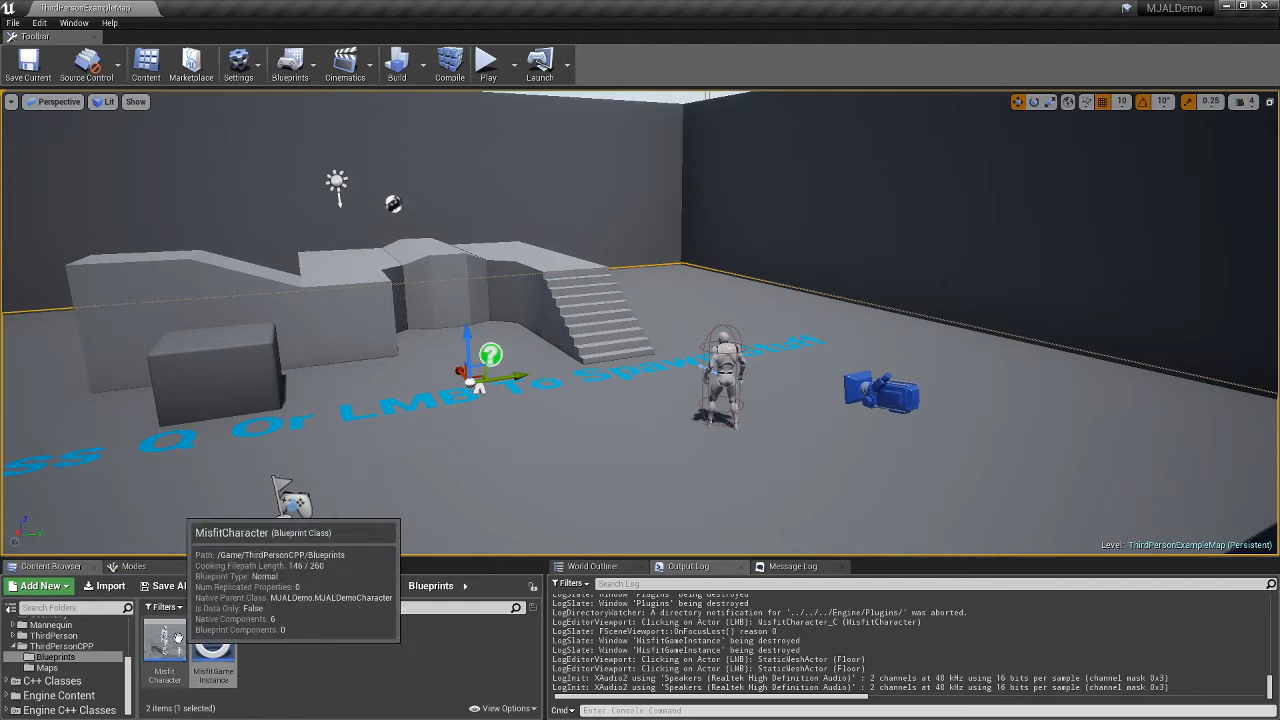 ThirdPersonExampleMap
MJALDemo
File Edit Window Help
Toolbar
Save Current Source Control Content Marketplace Settings Blueprints Cinematics Build Compile Play Launch
Perspective Lit Show
10 10° 0.25 4
ss Q Or LMB To Spawn
MisfitCharacter (Blueprint Class)
Path: /Game/ThirdPersonCPP/Blueprints
Cooking Filepath Length: 146 / 260
Blueprint Type: Normal
Num Replicated Properties: 0
Native Parent Class: MJALDemo.MJALDemoCharacter
Is Data Only: False
Native Components: 6
Blueprint Components: 0
Level: ThirdPersonExampleMap (Persistent)
Content Browser Modes
Add New Import Save Al Blueprints
Search Folders Filters
Mannequin
ThirdPerson
ThirdPersonCPP
Blueprints
Maps
C++ Classes
Engine Content
Engine C++ Classes
Misfit Character
MisfitGame Instance
2 items (1 selected) View Options
World Outliner Output Log Message Log
Filters Search Log
LogSlate: Window 'Plugins' being destroyed
LogSlate: Window 'Plugins' being destroyed
LogDirectoryWatcher: A directory notification for '../../../Engine/Plugins/' was aborted.
LogEditorViewport: Clicking on Actor (LMB): MisfitCharacter_C (MisfitCharacter)
LogSlate: FSceneViewport::OnFocusLost() reason 0
LogSlate: Window 'MisfitGameInstance' being destroyed
LogSlate: Window 'MisfitGameInstance' being destroyed
LogEditorViewport: Clicking on Actor (LMB): StaticMeshActor (Floor)
LogEditorViewport: Clicking on Actor (LMB): StaticMeshActor (Floor)
LogInit: XAudio2 using 'Speakers (Realtek High Definition Audio)' : 2 channels at 48 kHz using 16 bits per sample (channel mask 0x3)
LogInit: XAudio2 using 'Speakers (Realtek High Definition Audio)' : 2 channels at 48 kHz using 16 bits per sample (channel mask 0x3)
Cmd Enter Console Command